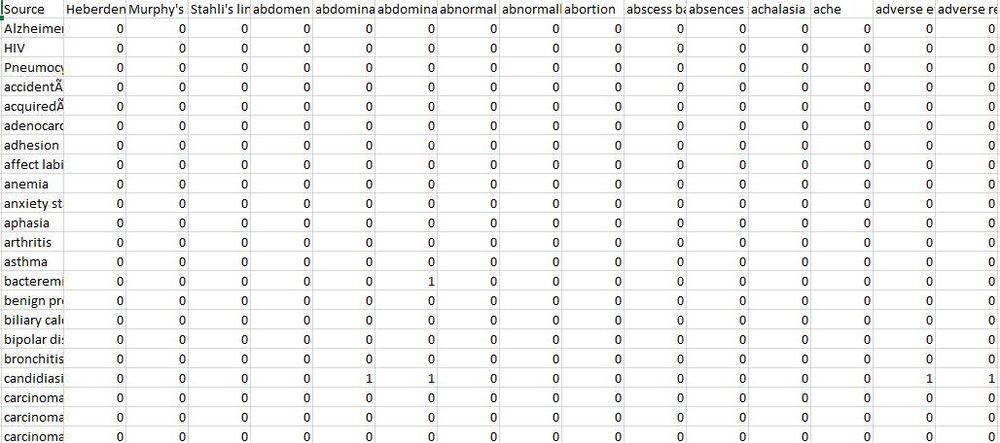 Source Heberden Murphy's Stahli's lin abdomen abdomina abdomina abnormal abnormall abortion abscess ba absences achalasia ache adverse e adverse re
Alzheimer 0 0 0 0 0 0 0 0 0 0 0 0 0 0 0
HIV 0 0 0 0 0 0 0 0 0 0 0 0 0 0 0
Pneumocy 0 0 0 0 0 0 0 0 0 0 0 0 0 0 0
accidentÃ 0 0 0 0 0 0 0 0 0 0 0 0 0 0 0
acquiredÃ 0 0 0 0 0 0 0 0 0 0 0 0 0 0 0
adenocarc 0 0 0 0 0 0 0 0 0 0 0 0 0 0 0
adhesion 0 0 0 0 0 0 0 0 0 0 0 0 0 0 0
affect labi 0 0 0 0 0 0 0 0 0 0 0 0 0 0 0
anemia 0 0 0 0 0 0 0 0 0 0 0 0 0 0 0
anxiety st 0 0 0 0 0 0 0 0 0 0 0 0 0 0 0
aphasia 0 0 0 0 0 0 0 0 0 0 0 0 0 0 0
arthritis 0 0 0 0 0 0 0 0 0 0 0 0 0 0 0
asthma 0 0 0 0 0 0 0 0 0 0 0 0 0 0 0
bacteremi 0 0 0 0 0 1 0 0 0 0 0 0 0 0 0
benign pr 0 0 0 0 0 0 0 0 0 0 0 0 0 0 0
biliary calc 0 0 0 0 0 0 0 0 0 0 0 0 0 0 0
bipolar dis 0 0 0 0 0 0 0 0 0 0 0 0 0 0 0
bronchitis 0 0 0 0 0 0 0 0 0 0 0 0 0 0 0
candidiasi 0 0 0 0 1 1 0 0 0 0 0 0 0 1 1
carcinoma 0 0 0 0 0 0 0 0 0 0 0 0 0 0 0
carcinoma 0 0 0 0 0 0 0 0 0 0 0 0 0 0 0
carcinoma 0 0 0 0 0 0 0 0 0 0 0 0 0 0 0